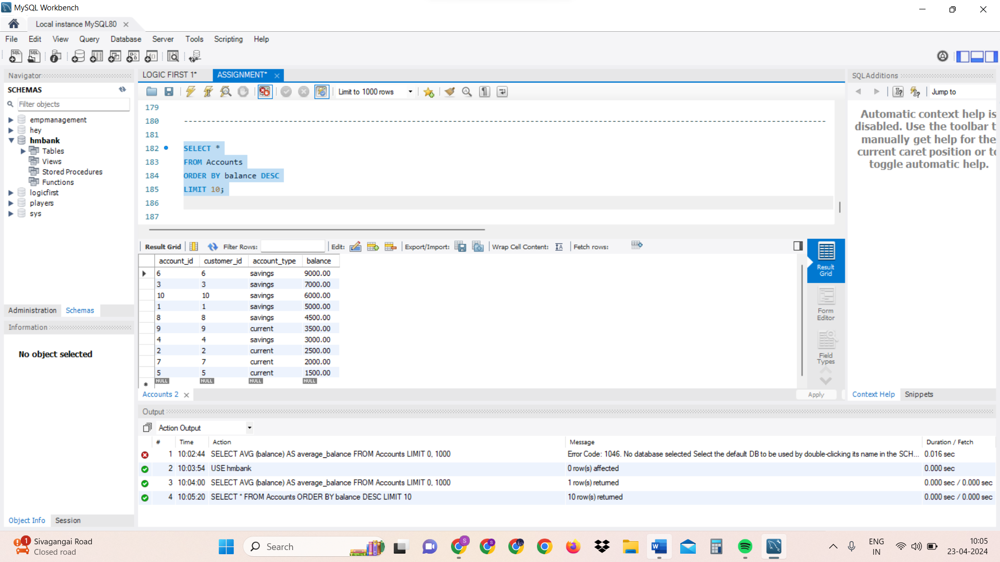 MySQL Workbench
Local instance MySQL80
File Edit View Query Database Server Tools Scripting Help
Navigator
SCHEMAS
Filter objects
empmanagement
hey
hmbank
Tables
Views
Stored Procedures
Functions
logicfirst
players
sys
Administration Schemas
Information
No object selected
Object Info Session
LOGIC FIRST 1* ASSIGNMENT*
Limit to 1000 rows
179
180 --------------------------------------------------------------------------------------------------------------------------------------------
181
182 SELECT *
183 FROM Accounts
184 ORDER BY balance DESC
185 LIMIT 10;
186
187
Result Grid Filter Rows: Edit: Export/Import: Wrap Cell Content: Fetch rows:
account_id customer_id account_type balance
6 6 savings 9000.00
3 3 savings 7000.00
10 10 savings 6000.00
1 1 savings 5000.00
8 8 savings 4500.00
9 9 current 3500.00
4 4 savings 3000.00
2 2 current 2500.00
7 7 current 2000.00
5 5 current 1500.00
NULL NULL NULL NULL
Result Grid
Form Editor
Field Types
Accounts 2
Apply
SQLAdditions
Jump to
Automatic context help is
disabled. Use the toolbar t
manually get help for the
current caret position or to
toggle automatic help.
Context Help Snippets
Output
Action Output
# Time Action Message Duration / Fetch
1 10:02:44 SELECT AVG (balance) AS average_balance FROM Accounts LIMIT 0, 1000 Error Code: 1046. No database selected Select the default DB to be used by double-clicking its name in the SCH... 0.016 sec
2 10:03:54 USE hmbank 0 row(s) affected 0.000 sec
3 10:04:00 SELECT AVG (balance) AS average_balance FROM Accounts LIMIT 0, 1000 1 row(s) returned 0.000 sec / 0.000 sec
4 10:05:20 SELECT * FROM Accounts ORDER BY balance DESC LIMIT 10 10 row(s) returned 0.000 sec / 0.000 sec
1 Sivagangai Road
Closed road
Search
ENG
IN
10:05
23-04-2024